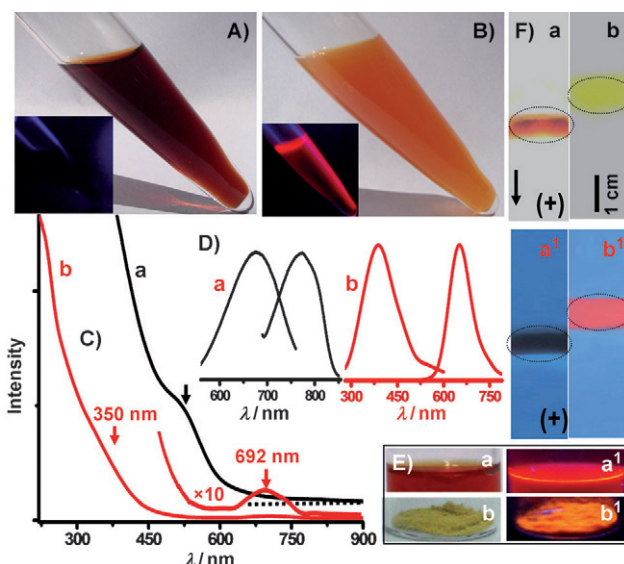 A)
B)
F) a b
(+) 1 cm
a¹ b¹
(+)
C)
b a
350 nm
×10
692 nm
Intensity
300 450 600 750 900
λ / nm
D)
a
600 700 800
λ / nm
b
300 450 600 750
λ / nm
E) a a¹
b b¹